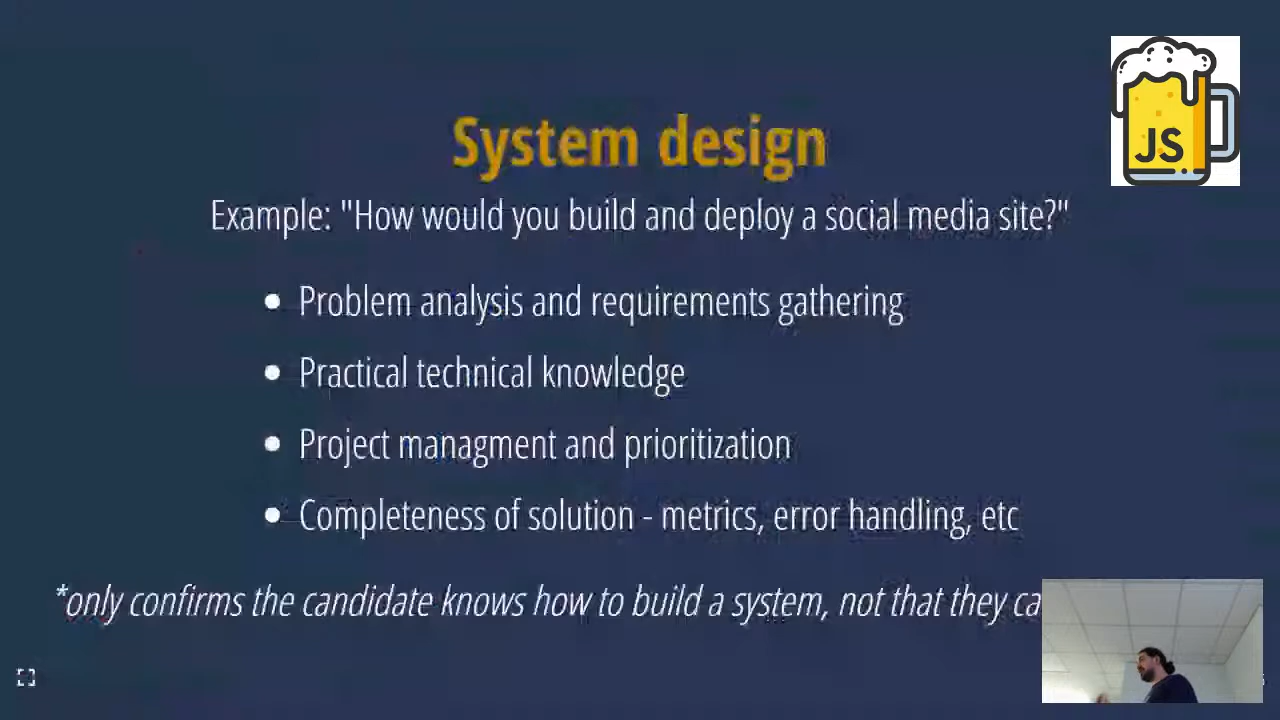 JS
System design
Example: "How would you build and deploy a social media site?"
Problem analysis and requirements gathering
Practical technical knowledge
Project managment and prioritization
Completeness of solution - metrics, error handling, etc
*only confirms the candidate knows how to build a system, not that they ca